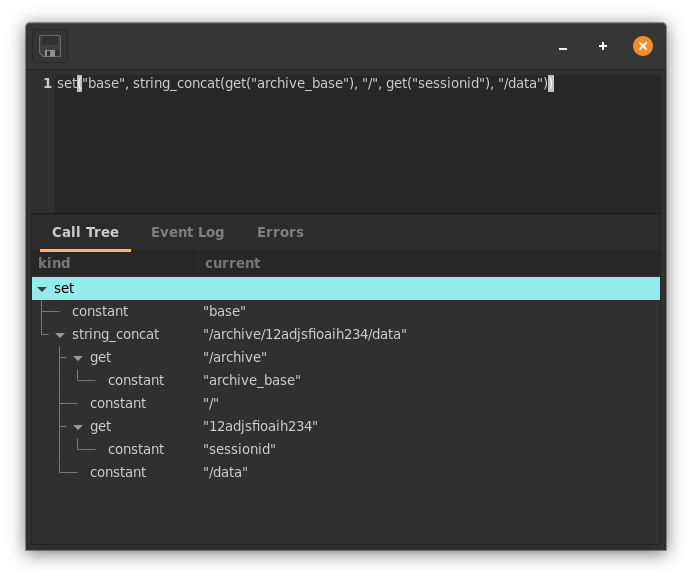 1 set("base", string_concat(get("archive_base"), "/", get("sessionid"), "/data"))
Call Tree Event Log Errors
kind current
set
constant "base"
string_concat "/archive/12adjsfioaih234/data"
get "/archive"
constant "archive_base"
constant "/"
get "12adjsfioaih234"
constant "sessionid"
constant "/data"